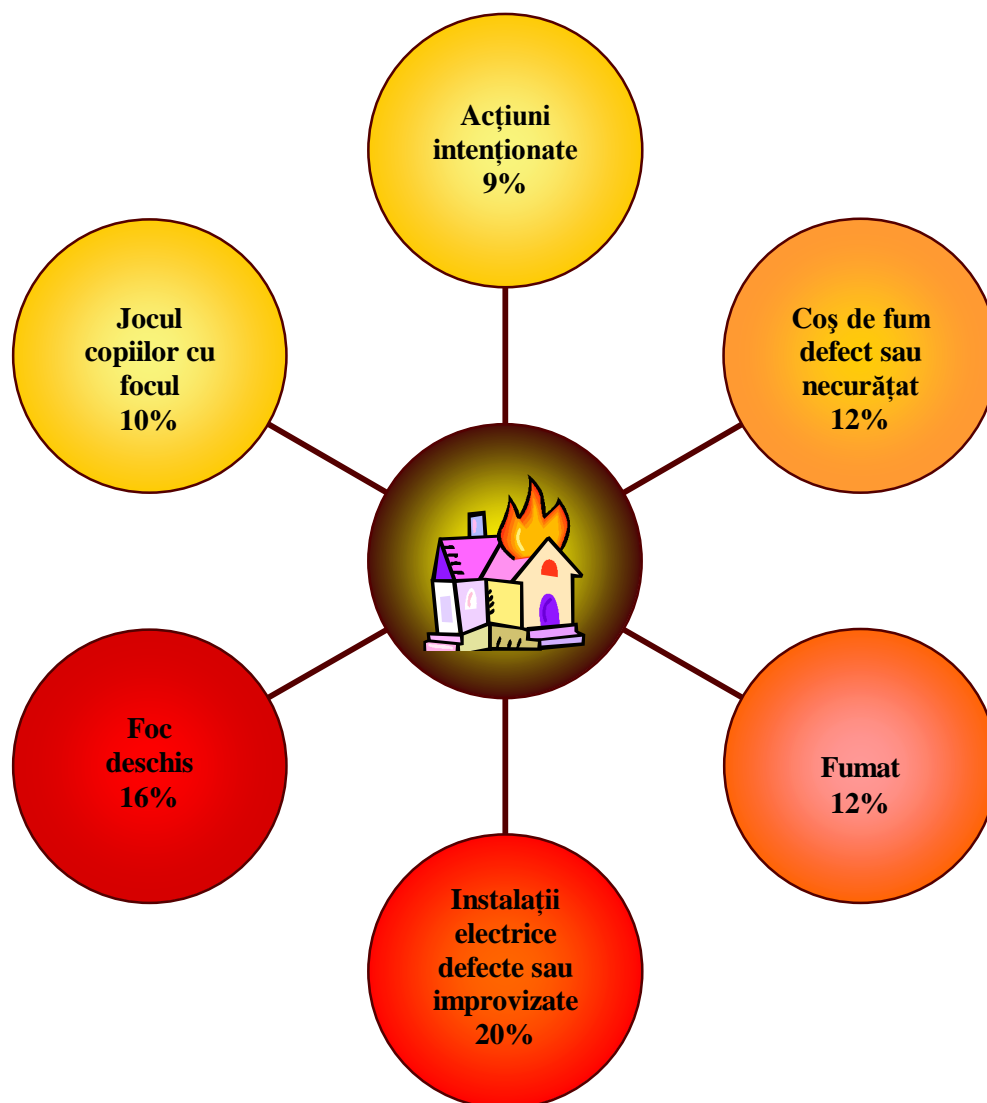 Acțiuni
intenționate
9%
Coş de fum
defect sau
necurățat
12%
Fumat
12%
Instalații
electrice
defecte sau
improvizate
20%
Foc
deschis
16%
Jocul
copiilor cu
focul
10%